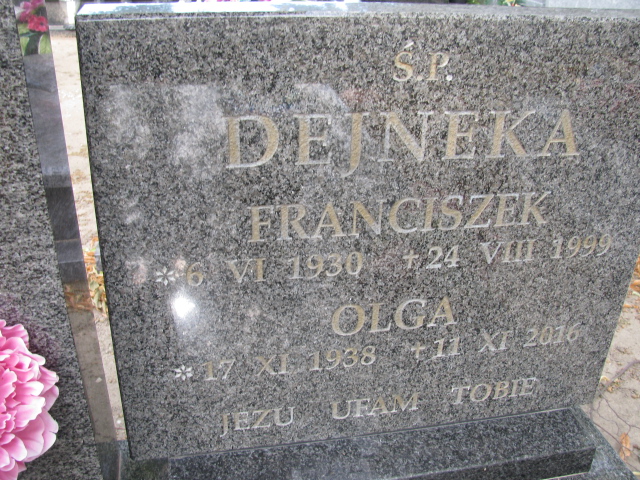 Ś.P.
DEJNEKA
FRANCISZEK
*6 VI 1930 +24 VIII 1999
OLGA
*17 XI 1938 +11 XI 2016
JEZU UFAM TOBIE